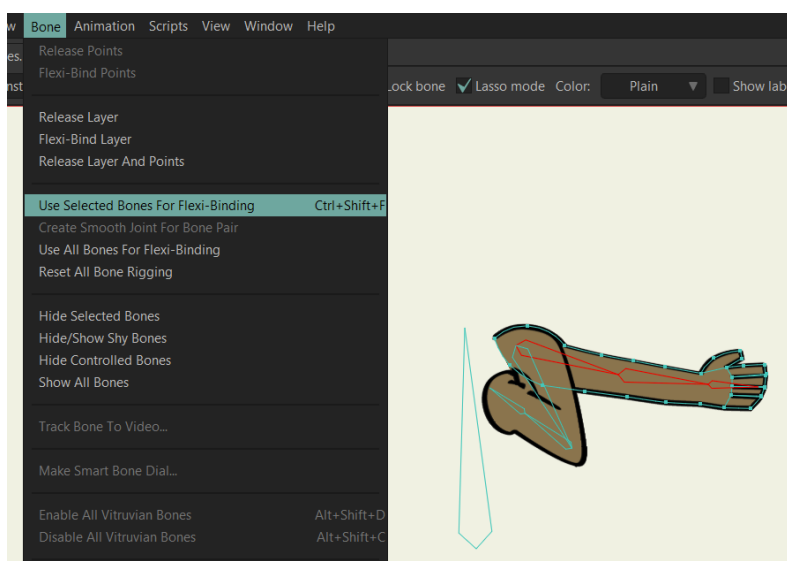 w Bone Animation Scripts View Window Help
es.
nst Lock bone Lasso mode Color: Plain Show lab
Release Points
Flexi-Bind Points
Release Layer
Flexi-Bind Layer
Release Layer And Points
Use Selected Bones For Flexi-Binding Ctrl+Shift+F
Create Smooth Joint For Bone Pair
Use All Bones For Flexi-Binding
Reset All Bone Rigging
Hide Selected Bones
Hide/Show Shy Bones
Hide Controlled Bones
Show All Bones
Track Bone To Video...
Make Smart Bone Dial...
Enable All Vitruvian Bones Alt+Shift+D
Disable All Vitruvian Bones Alt+Shift+C